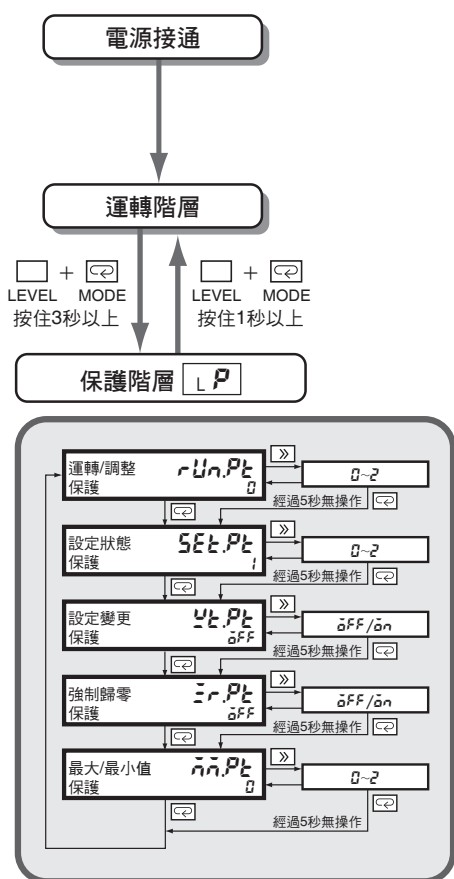 電源接通
運轉階層
+ +
LEVEL MODE LEVEL MODE
按住3秒以上 按住1秒以上
保護階層 L P
運轉/調整 rUn.Pt
保護 0
0~2
經過5秒無操作
設定狀態 SEt.Pt
保護 1
0~2
經過5秒無操作
設定變更 Yt.Pt
保護 oFF
oFF/on
經過5秒無操作
強制歸零 Zr.Pt
保護 oFF
oFF/on
經過5秒無操作
最大/最小值 mm.Pt
保護 0
0~2
經過5秒無操作